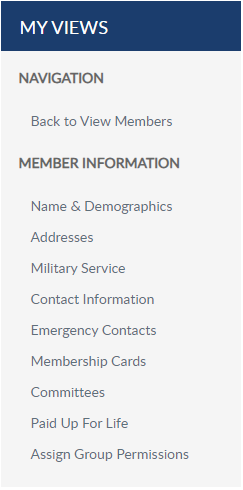 MY VIEWS
NAVIGATION
Back to View Members
MEMBER INFORMATION
Name & Demographics
Addresses
Military Service
Contact Information
Emergency Contacts
Membership Cards
Committees
Paid Up For Life
Assign Group Permissions